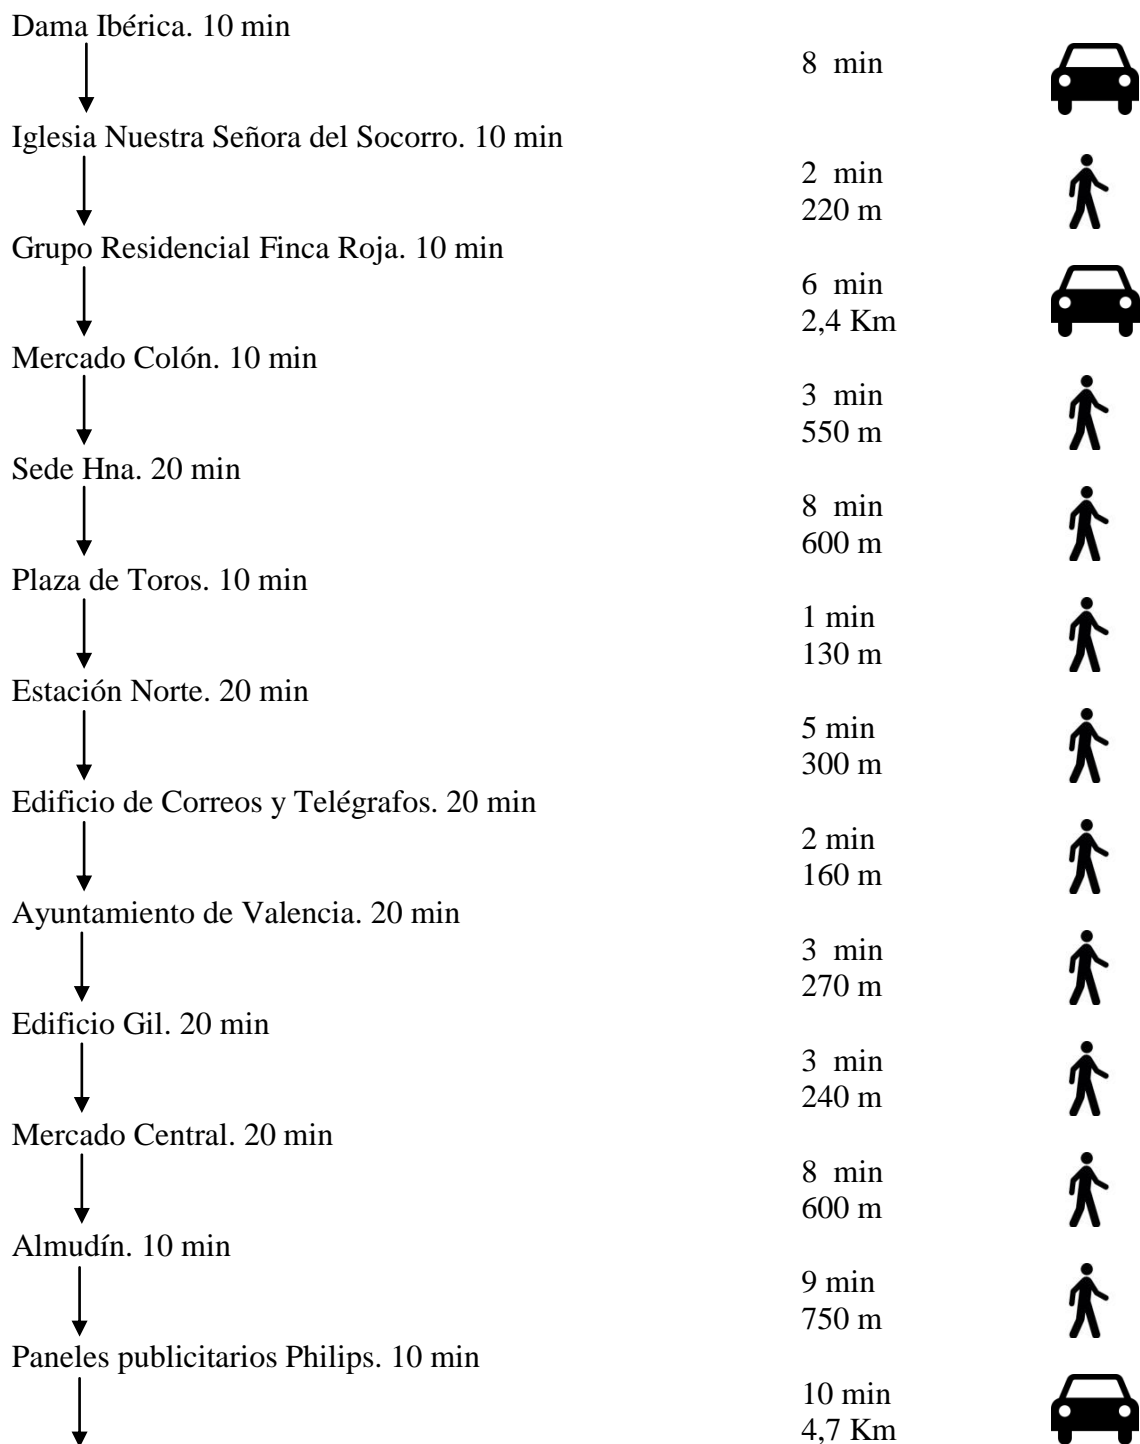 Dama Ibérica. 10 min
8 min
Iglesia Nuestra Señora del Socorro. 10 min
2 min
220 m
Grupo Residencial Finca Roja. 10 min
6 min
2,4 Km
Mercado Colón. 10 min
3 min
550 m
Sede Hna. 20 min
8 min
600 m
Plaza de Toros. 10 min
1 min
130 m
Estación Norte. 20 min
5 min
300 m
Edificio de Correos y Telégrafos. 20 min
2 min
160 m
Ayuntamiento de Valencia. 20 min
3 min
270 m
Edificio Gil. 20 min
3 min
240 m
Mercado Central. 20 min
8 min
600 m
Almudín. 10 min
9 min
750 m
Paneles publicitarios Philips. 10 min
10 min
4,7 Km